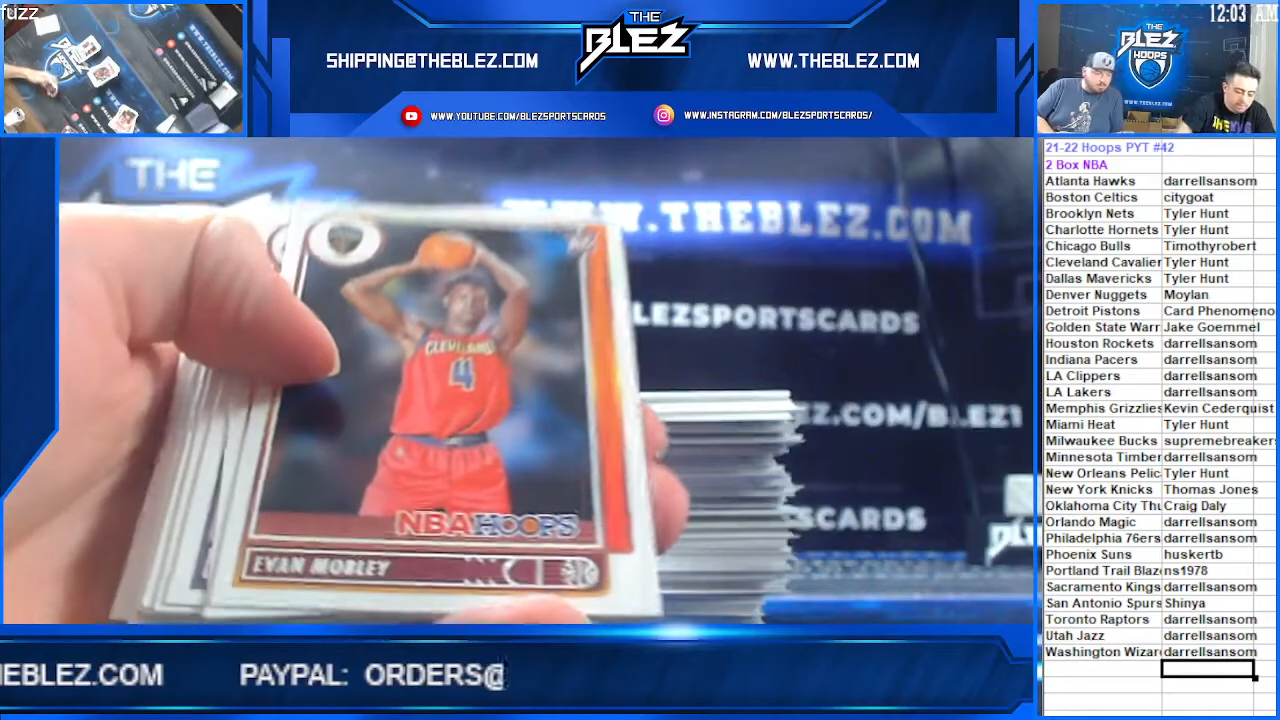 fuzz
SHIPPING@THEBLEZ.COM
THE
BLEZ
WWW.THEBLEZ.COM
WWW.YOUTUBE.COM/BLEZSPORTSCARDS
WWW.INSTAGRAM.COM/BLEZSPORTSCARDS/
12:03 AM
THE
BLEZ
HOOPS
21-22 Hoops PYT #42
2 Box NBA
Atlanta Hawks darrellsansom
Boston Celtics citygoat
Brooklyn Nets Tyler Hunt
Charlotte Hornets Tyler Hunt
Chicago Bulls Timothyrobert
Cleveland Cavalier Tyler Hunt
Dallas Mavericks Tyler Hunt
Denver Nuggets Moylan
Detroit Pistons Card Phenomeno
Golden State Warr Jake Goemmel
Houston Rockets darrellsansom
Indiana Pacers darrellsansom
LA Clippers darrellsansom
LA Lakers darrellsansom
Memphis Grizzlies Kevin Cederquist
Miami Heat Tyler Hunt
Milwaukee Bucks supremebreaker
Minnesota Timber darrellsansom
New Orleans Pelic Tyler Hunt
New York Knicks Thomas Jones
Oklahoma City Thu Craig Daly
Orlando Magic darrellsansom
Philadelphia 76ers darrellsansom
Phoenix Suns huskertb
Portland Trail Blaze ns1978
Sacramento Kings darrellsansom
San Antonio Spurs Shinya
Toronto Raptors darrellsansom
Utah Jazz darrellsansom
Washington Wizar darrellsansom
THE
WWW.THEBLEZ.COM
LEZSPORTSCARDS
SCARDS
CLEVELAND
4
NBA HOOPS
EVAN MOBLEY
HEBLEZ.COM PAYPAL: ORDERS@